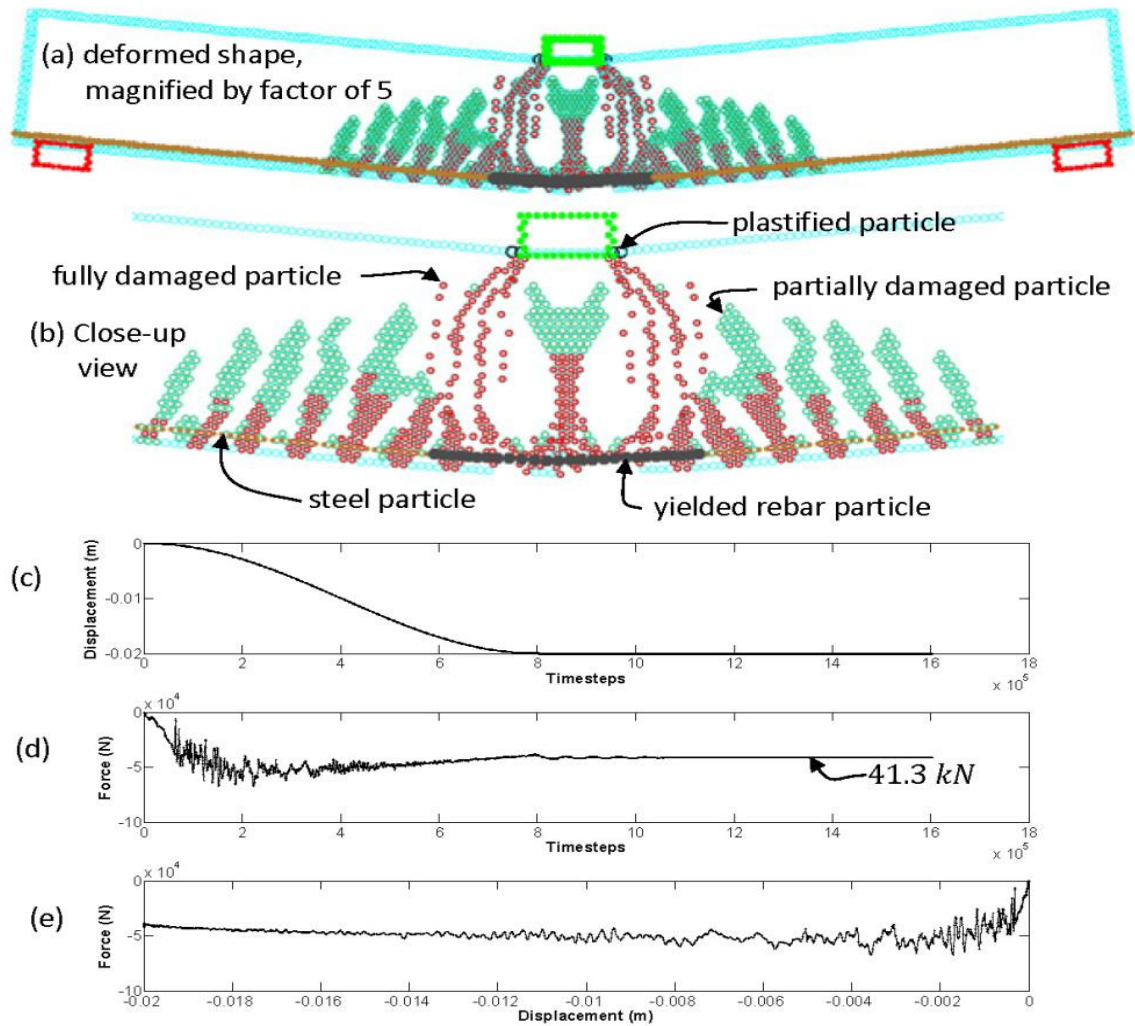 (a) deformed shape,
magnified by factor of 5
plastified particle
fully damaged particle
partially damaged particle
(b) Close-up
view
steel particle
yielded rebar particle
(c)
Displacement (m)
0
-0.01
-0.02
0 2 4 6 8 10 12 14 16 18
Timesteps
x 10^5
(d)
x 10^4
Force (N)
0
-5
-10
41.3 kN
0 2 4 6 8 10 12 14 16 18
Timesteps
x 10^5
(e)
x 10^4
Force (N)
0
-5
-10
-0.02 -0.018 -0.016 -0.014 -0.012 -0.01 -0.008 -0.006 -0.004 -0.002 0
Displacement (m)